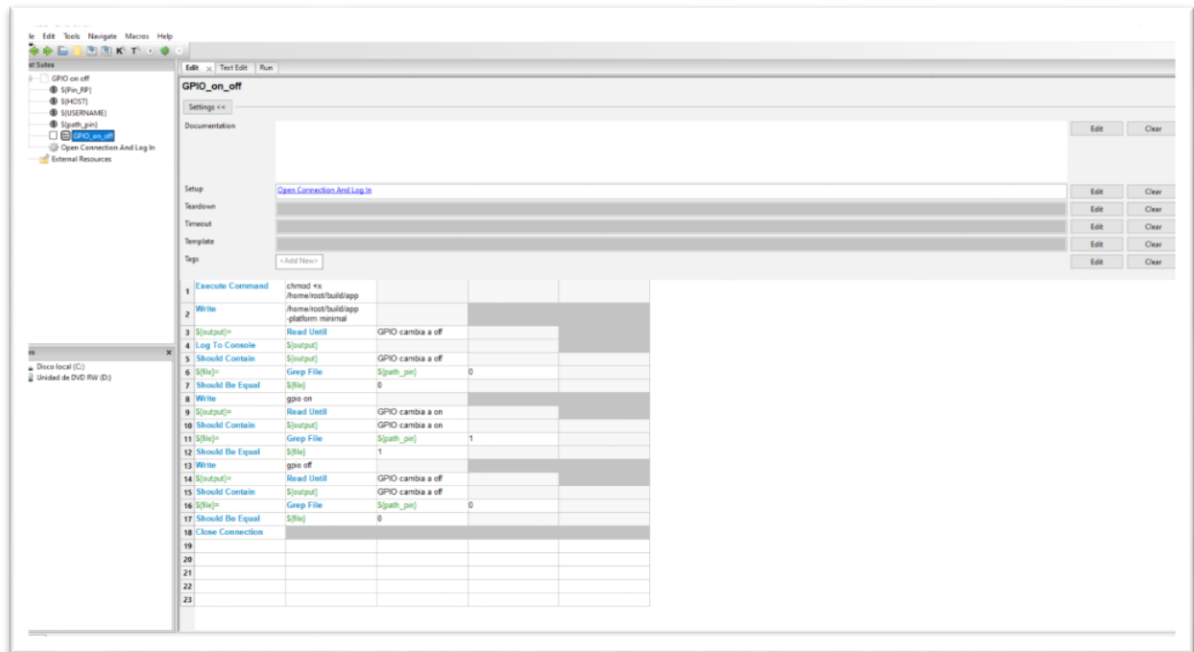 le Edit Tools Navigate Macros Help
st Suites
GPIO on off
${Pin_RP}
${HOST}
${USERNAME}
${path_pin}
GPIO_on_off
Open Connection And Log In
External Resources
Disco local (C:)
Unidad de DVD RW (D:)
Edit Text Edit Run
GPIO_on_off
Settings <<
Documentation Edit Clear
Setup Open Connection And Log In Edit Clear
Teardown Edit Clear
Timeout Edit Clear
Template Edit Clear
Tags <Add New> Edit Clear
1 Execute Command chmod +x
/home/root/build/app
2 Write /home/root/build/app
-platform minimal
3 ${output}= Read Until GPIO cambia a off
4 Log To Console ${output}
5 Should Contain ${output} GPIO cambia a off
6 ${file}= Grep File ${path_pin} 0
7 Should Be Equal ${file} 0
8 Write gpio on
9 ${output}= Read Until GPIO cambia a on
10 Should Contain ${output} GPIO cambia a on
11 ${file}= Grep File ${path_pin} 1
12 Should Be Equal ${file} 1
13 Write gpio off
14 ${output}= Read Until GPIO cambia a off
15 Should Contain ${output} GPIO cambia a off
16 ${file}= Grep File ${path_pin} 0
17 Should Be Equal ${file} 0
18 Close Connection
19
20
21
22
23